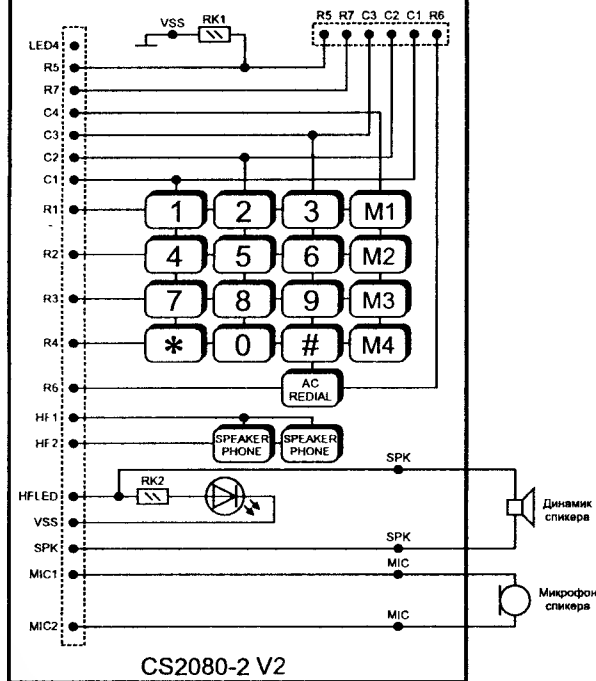 VSS RK1 R5 R7 C3 C2 C1 R6
LED4
R5
R7
C4
C3
C2
C1
R1 1 2 3 M1
R2 4 5 6 M2
R3 7 8 9 M3
R4 * 0 # M4
R6 AC
REDIAL
HF1
HF2 SPEAKER SPEAKER
PHONE PHONE
SPK
RK2
HFLED
Динамик
спикера
VSS
SPK SPK
MIC1 MIC
Микрофон
спикера
MIC2 MIC
CS2080-2 V2